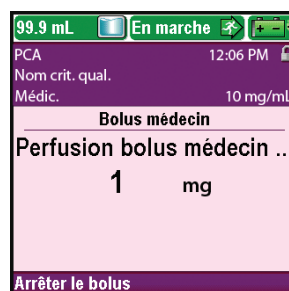 99.9 mL En marche
PCA 12:06 PM
Nom crit. qual.
Médic. 10 mg/mL
Bolus médecin
Perfusion bolus médecin ..
1 mg
Arrêter le bolus